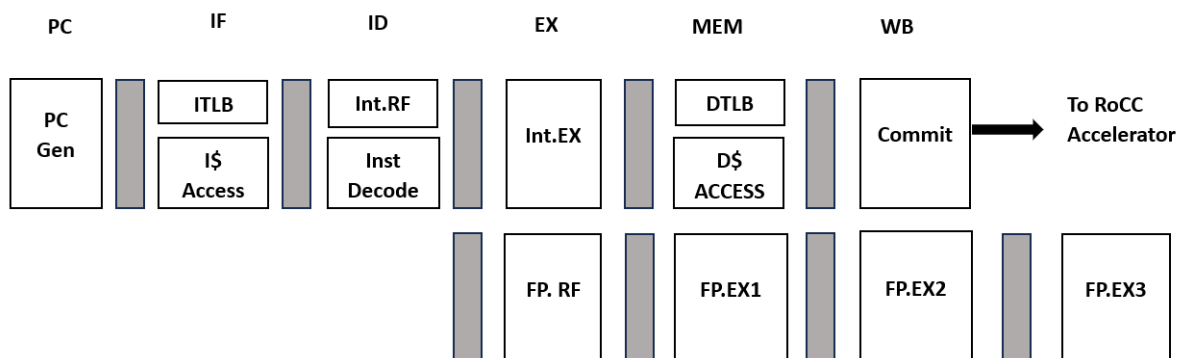 PC IF ID EX MEM WB
PC
Gen
ITLB
I$
Access
Int.RF
Inst
Decode
Int.EX
DTLB
D$
ACCESS
Commit
To RoCC
Accelerator
FP. RF
FP.EX1
FP.EX2
FP.EX3